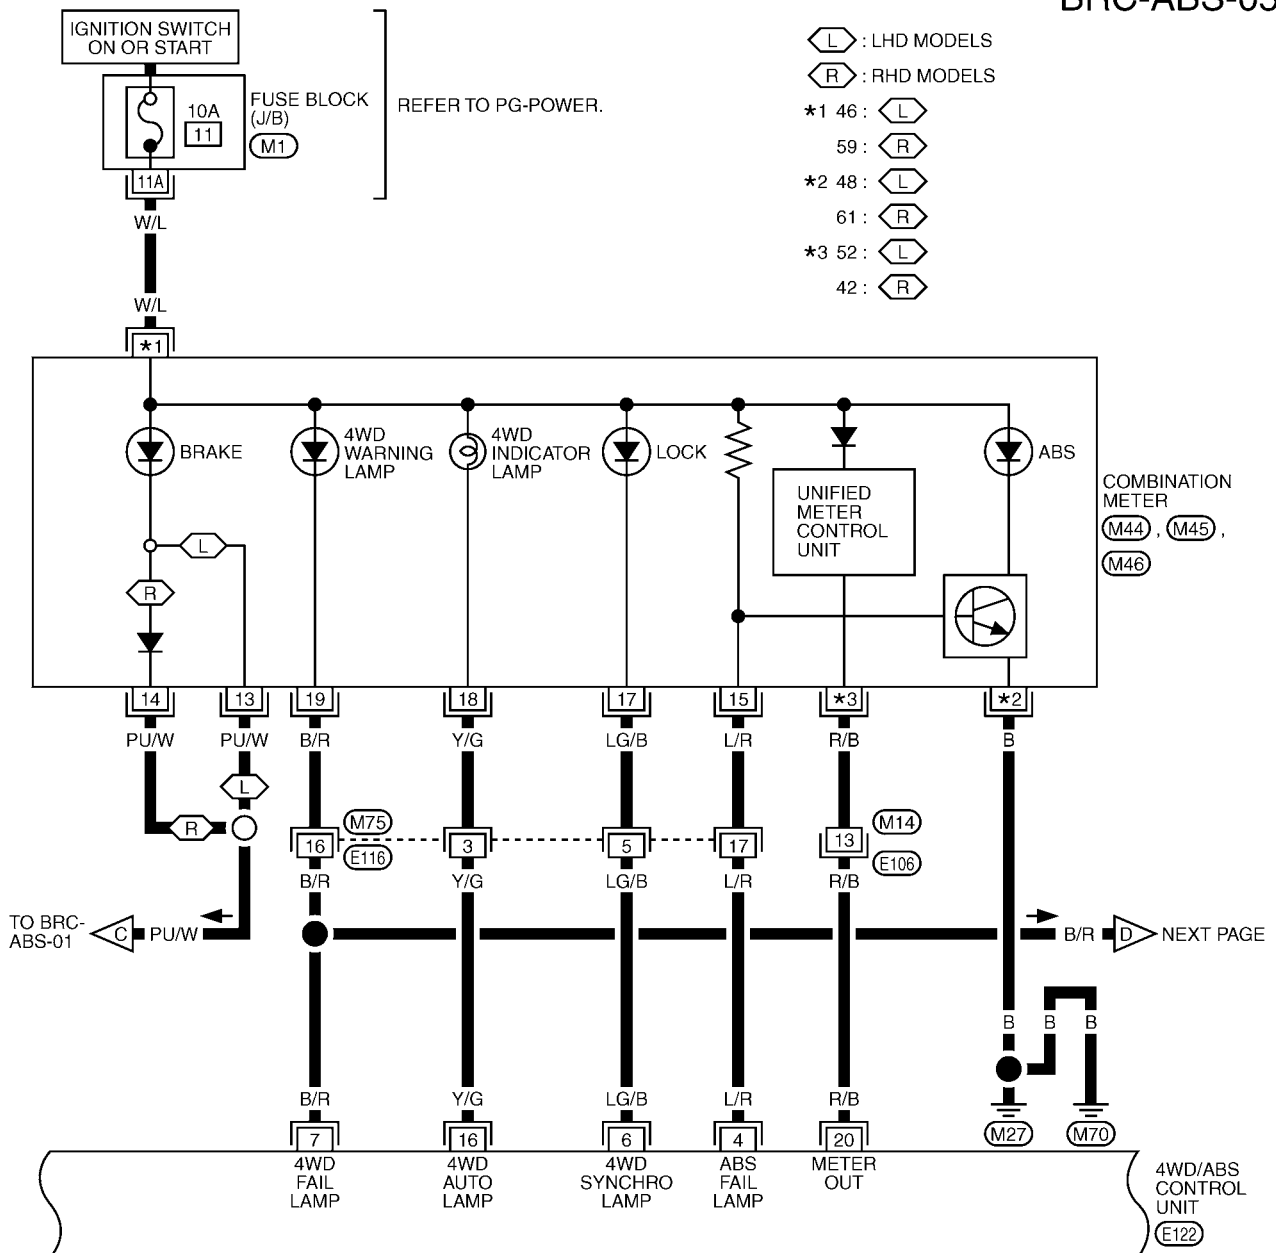 BRC-ABS-03
IGNITION SWITCH
ON OR START
10A
11
FUSE BLOCK
(J/B)
M1
REFER TO PG-POWER.
11A
W/L
W/L
*1
L : LHD MODELS
R : RHD MODELS
*1 46 : L
59 : R
*2 48 : L
61 : R
*3 52 : L
42 : R
BRAKE
4WD
WARNING
LAMP
4WD
INDICATOR
LAMP
LOCK
UNIFIED
METER
CONTROL
UNIT
ABS
COMBINATION
METER
M44 , M45 ,
M46
L
R
14 13 19 18 17 15 *3 *2
PU/W PU/W B/R Y/G LG/B L/R R/B B
L
R
M75
E116
M14
E106
16 3 5 17 13
B/R Y/G LG/B L/R R/B
TO BRC-
ABS-01
C PU/W
B/R D NEXT PAGE
B B B
B/R Y/G LG/B L/R R/B
7 16 6 4 20
M27 M70
4WD
FAIL
LAMP
4WD
AUTO
LAMP
4WD
SYNCHRO
LAMP
ABS
FAIL
LAMP
METER
OUT
4WD/ABS
CONTROL
UNIT
E122